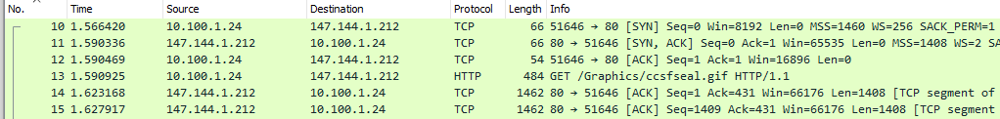 No. Time Source Destination Protocol Length Info
10 1.566420 10.100.1.24 147.144.1.212 TCP 66 51646 → 80 [SYN] Seq=0 Win=8192 Len=0 MSS=1460 WS=256 SACK_PERM=1
11 1.590336 147.144.1.212 10.100.1.24 TCP 66 80 → 51646 [SYN, ACK] Seq=0 Ack=1 Win=65535 Len=0 MSS=1408 WS=2 SA
12 1.590469 10.100.1.24 147.144.1.212 TCP 54 51646 → 80 [ACK] Seq=1 Ack=1 Win=16896 Len=0
13 1.590925 10.100.1.24 147.144.1.212 HTTP 484 GET /Graphics/ccsfseal.gif HTTP/1.1
14 1.623168 147.144.1.212 10.100.1.24 TCP 1462 80 → 51646 [ACK] Seq=1 Ack=431 Win=66176 Len=1408 [TCP segment of
15 1.627917 147.144.1.212 10.100.1.24 TCP 1462 80 → 51646 [ACK] Seq=1409 Ack=431 Win=66176 Len=1408 [TCP segment